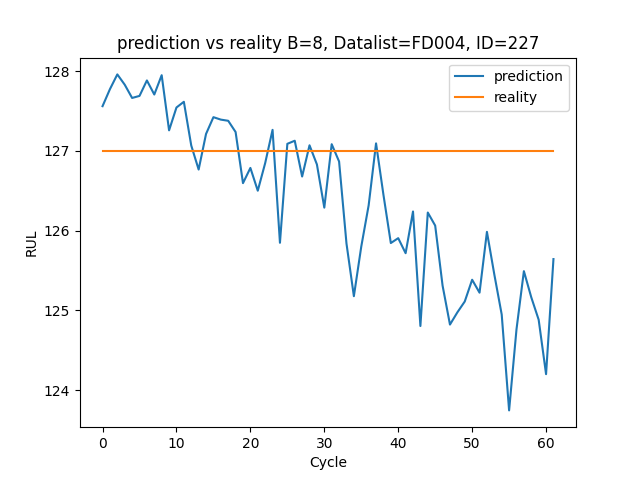 prediction vs reality B=8, Datalist=FD004, ID=227
prediction
reality
128
127
126
125
124
RUL
0 10 20 30 40 50 60
Cycle